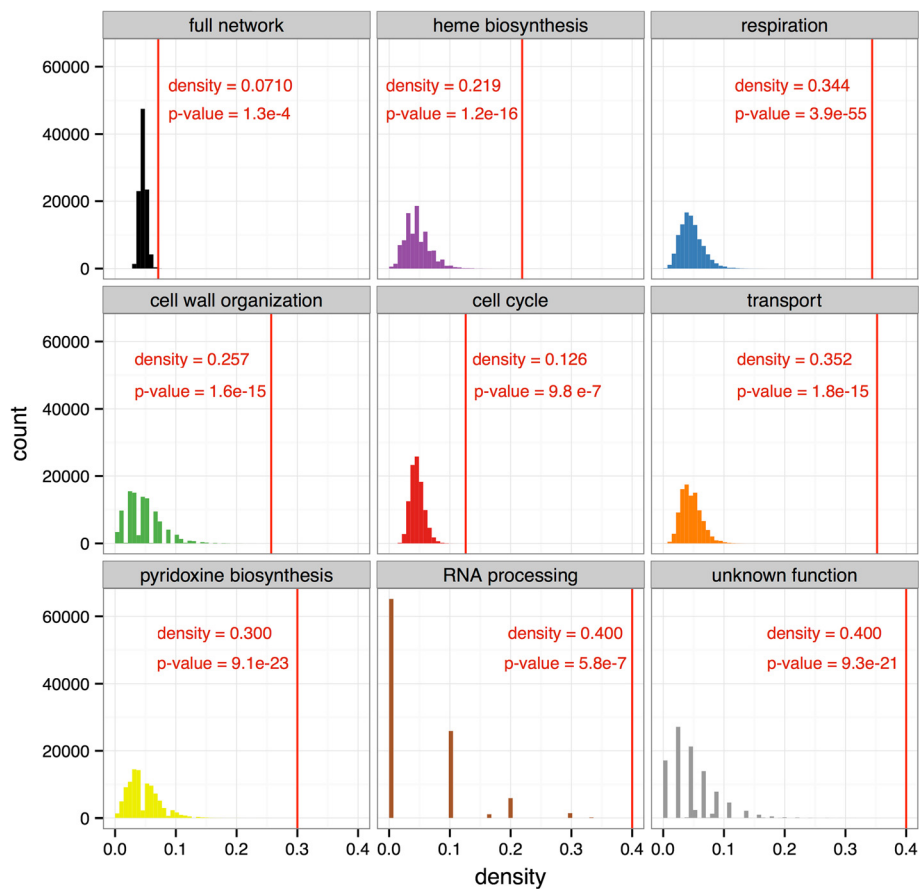 full network
heme biosynthesis
respiration
60000
40000
20000
0
density = 0.0710
p-value = 1.3e-4
density = 0.219
p-value = 1.2e-16
density = 0.344
p-value = 3.9e-55
cell wall organization
cell cycle
transport
60000
40000
20000
0
density = 0.257
p-value = 1.6e-15
density = 0.126
p-value = 9.8 e-7
density = 0.352
p-value = 1.8e-15
count
pyridoxine biosynthesis
RNA processing
unknown function
60000
40000
20000
0
density = 0.300
p-value = 9.1e-23
density = 0.400
p-value = 5.8e-7
density = 0.400
p-value = 9.3e-21
0.0 0.1 0.2 0.3 0.4
0.0 0.1 0.2 0.3 0.4
0.0 0.1 0.2 0.3 0.4
density